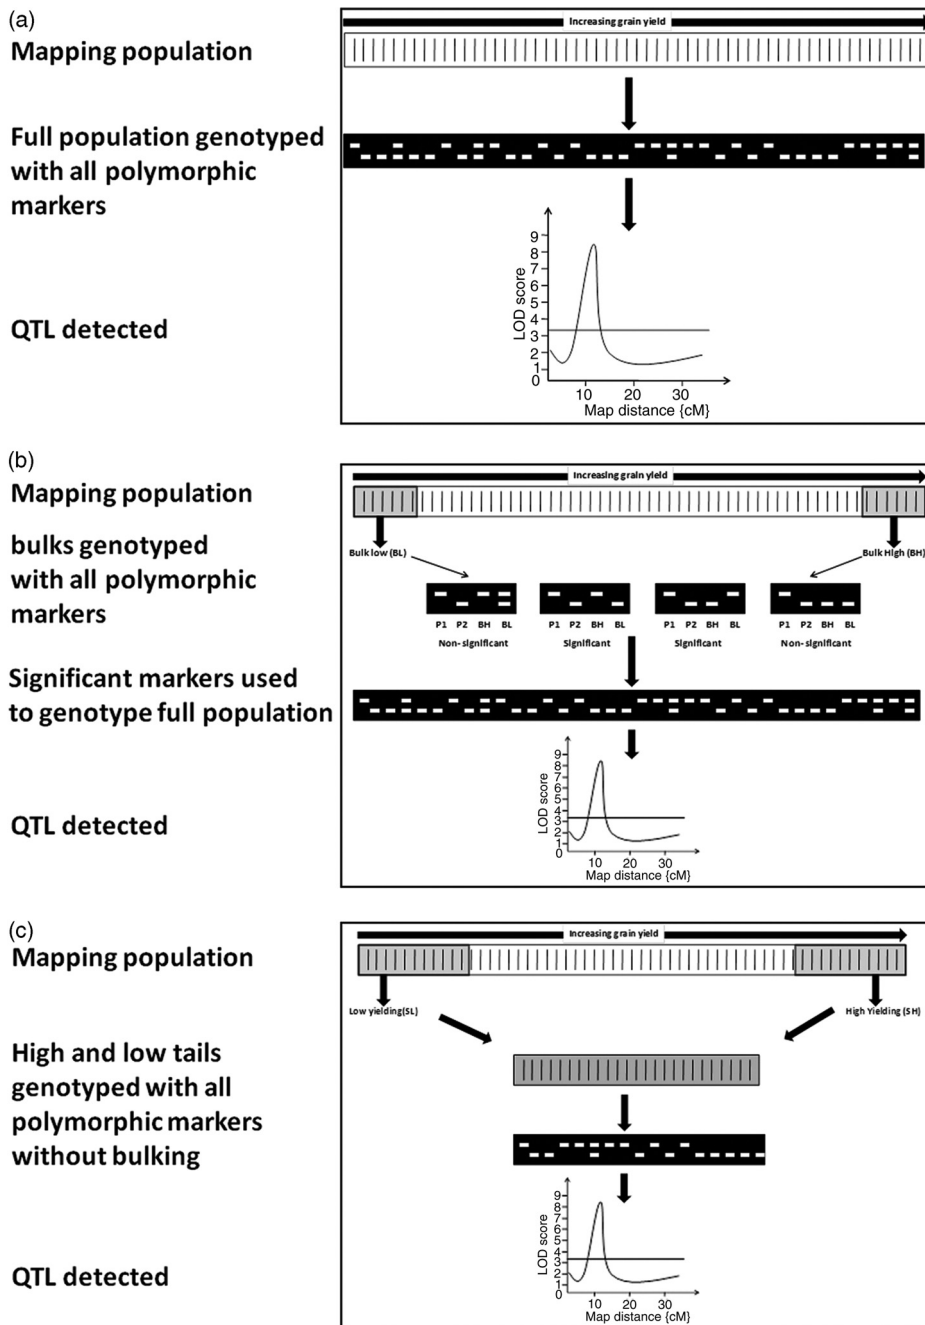 (a)
Increasing grain yield
Mapping population
Full population genotyped
with all polymorphic
markers
9
8
7
6
5
4
3
2
1
0
LOD score
10 20 30
Map distance {cM}
QTL detected
(b)
Increasing grain yield
Mapping population
Bulk low (BL)
Bulk High (BH)
bulks genotyped
with all polymorphic
markers
P1 P2 BH BL
P1 P2 BH BL
P1 P2 BH BL
P1 P2 BH BL
Non- significant
Significant
Significant
Non- significant
Significant markers used
to genotype full population
9
8
7
6
5
4
3
2
1
0
LOD score
10 20 30
Map distance {cM}
QTL detected
(c)
Increasing grain yield
Mapping population
Low yielding(SL)
High Yielding (SH)
High and low tails
genotyped with all
polymorphic markers
without bulking
9
8
7
6
5
4
3
2
1
0
LOD score
10 20 30
Map distance {cM}
QTL detected